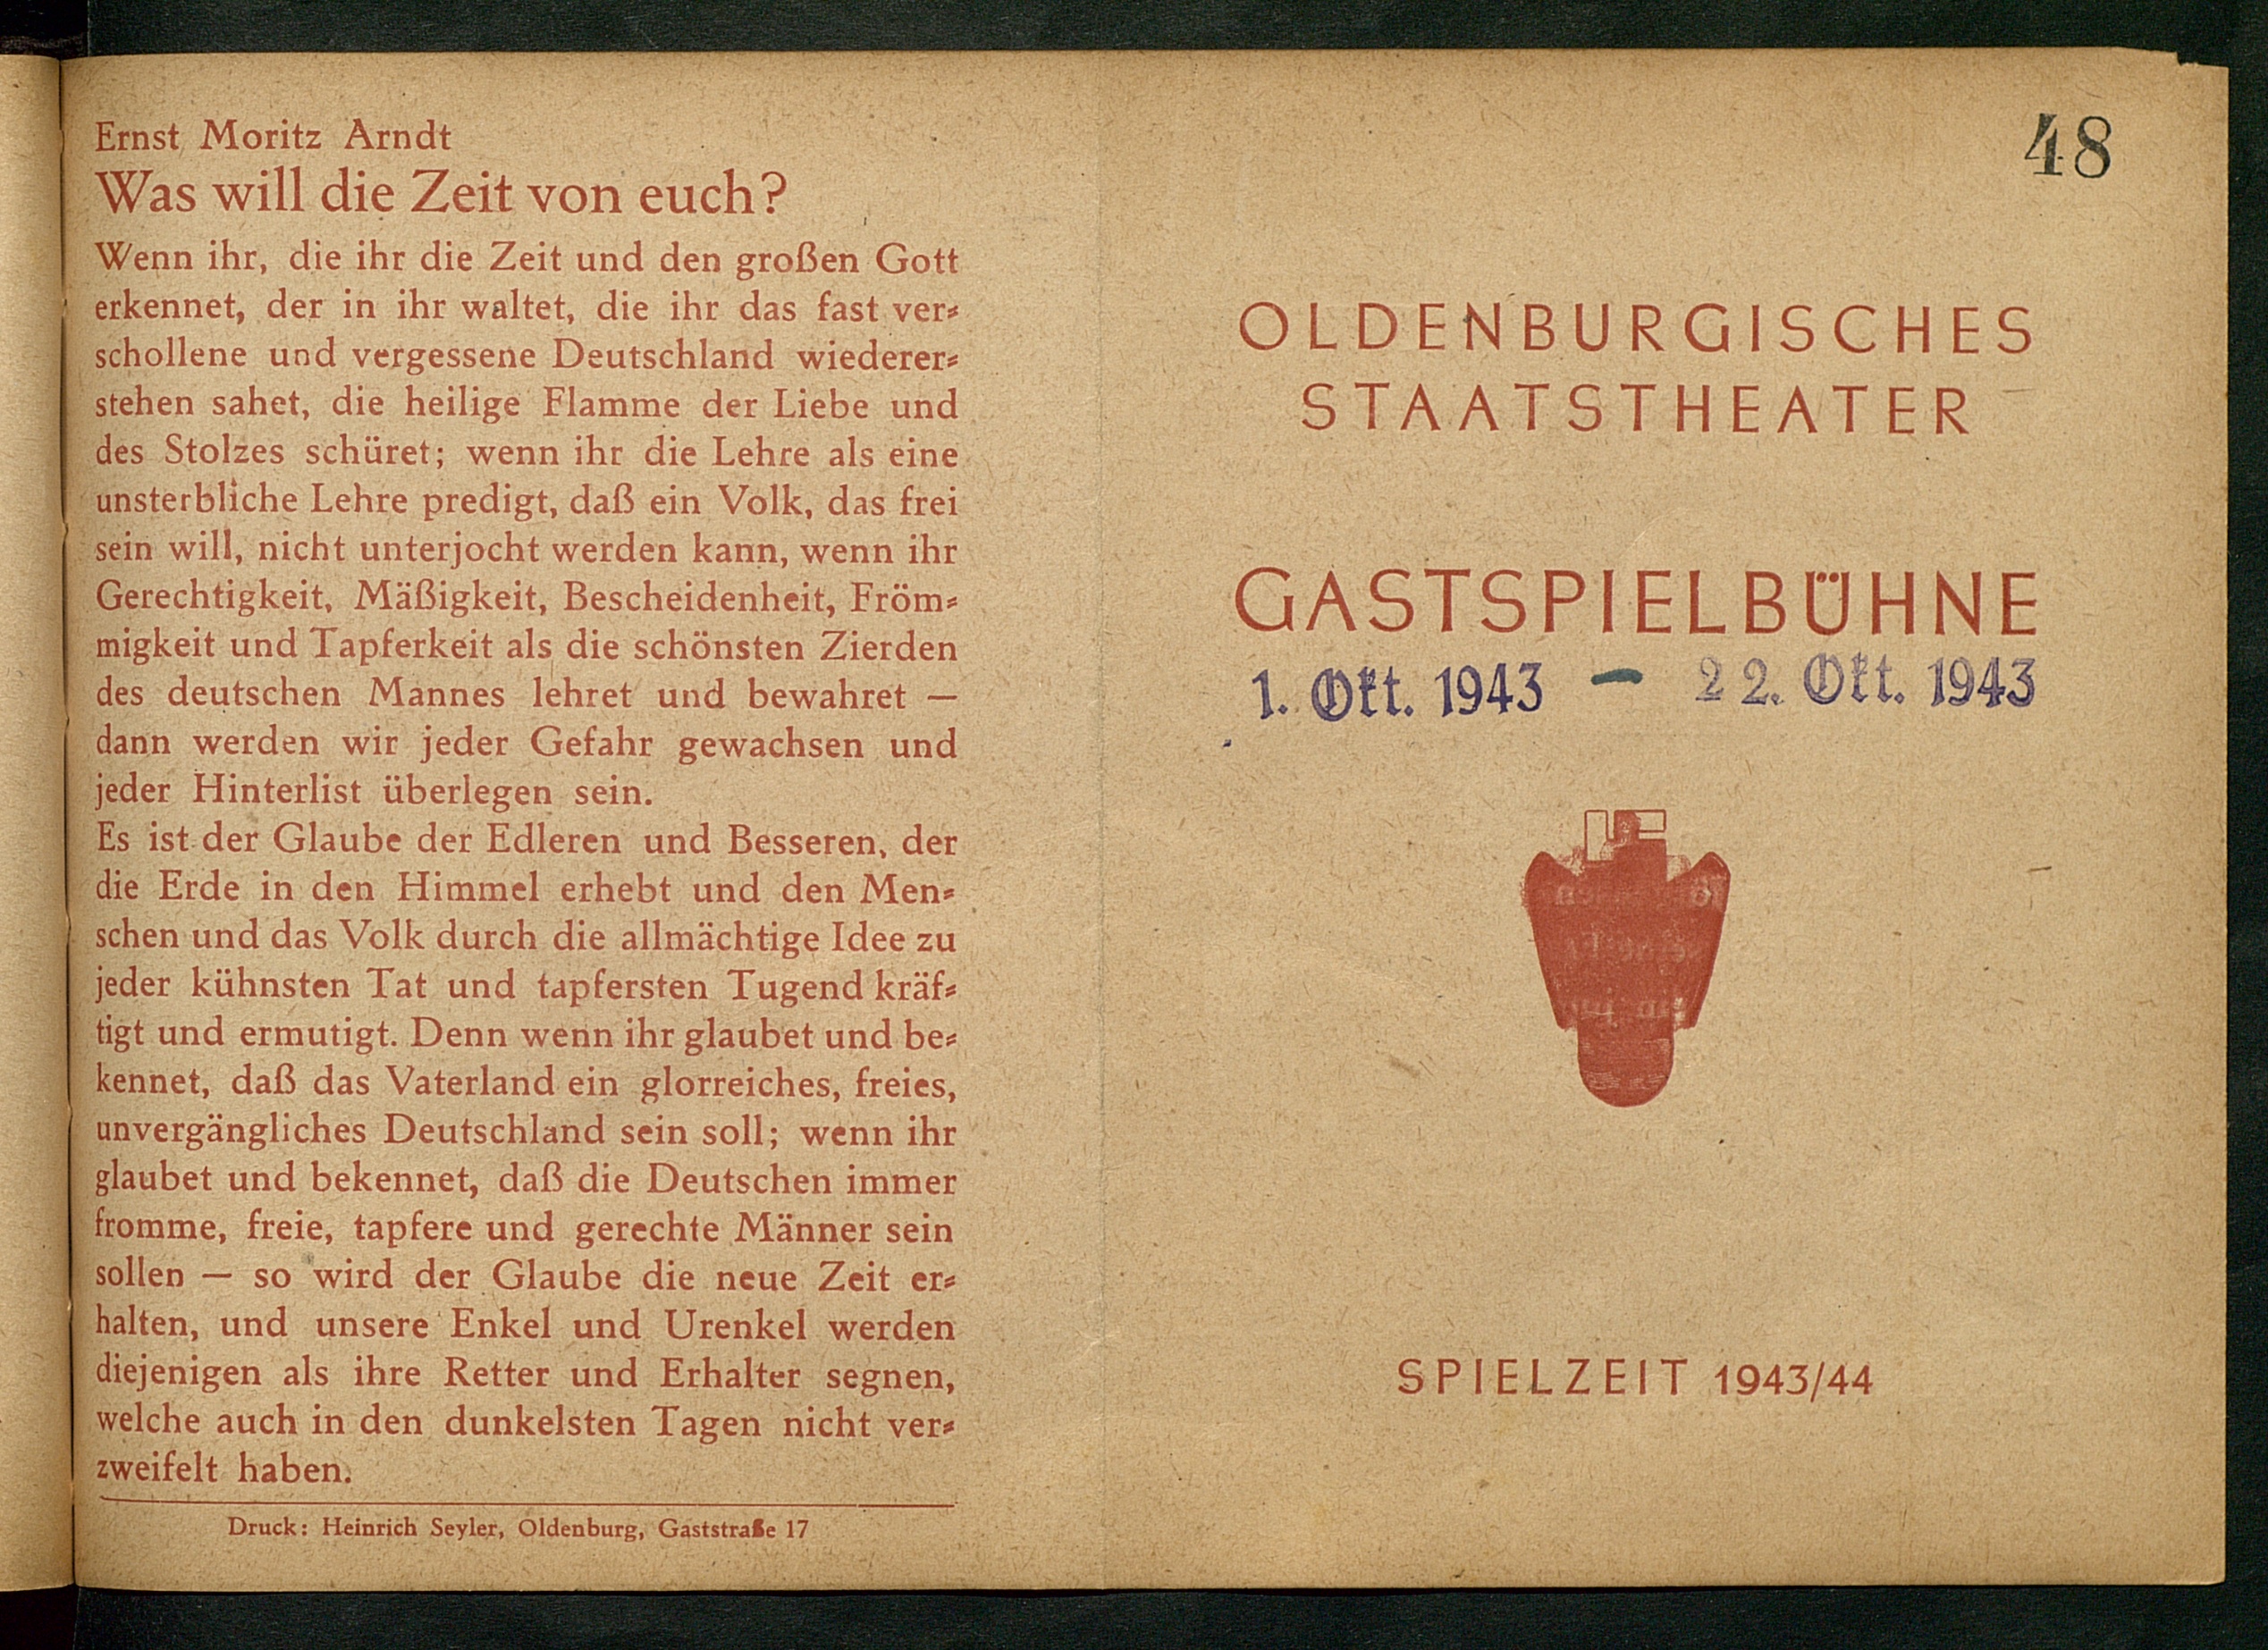 Ernst Moritz Arndt
Was will die Zeit von euch?
Wenn ihr, die ihr die Zeit und den großen Gott
erkennet, der in ihr waltet, die ihr das fast ver-
schollene und vergessene Deutschland wiederer-
stehen sahet, die heilige Flamme der Liebe und
des Stolzes schüret; wenn ihr die Lehre als eine
unsterbliche Lehre predigt, daß ein Volk, das frei
sein will, nicht unterjocht werden kann, wenn ihr
Gerechtigkeit, Mäßigkeit, Bescheidenheit, Fröm-
migkeit und Tapferkeit als die schönsten Zierden
des deutschen Mannes lehret und bewahret —
dann werden wir jeder Gefahr gewachsen und
jeder Hinterlist überlegen sein.
Es ist der Glaube der Edleren und Besseren, der
die Erde in den Himmel erhebt und den Men-
schen und das Volk durch die allmächtige Idee zu
jeder kühnsten Tat und tapfersten Tugend kräf-
tigt und ermutigt. Denn wenn ihr glaubet und be-
kennet, daß das Vaterland ein glorreiches, freies,
unvergängliches Deutschland sein soll; wenn ihr
glaubet und bekennet, daß die Deutschen immer
fromme, freie, tapfere und gerechte Männer sein
sollen — so wird der Glaube die neue Zeit er-
halten, und unsere Enkel und Urenkel werden
diejenigen als ihre Retter und Erhalter segnen,
welche auch in den dunkelsten Tagen nicht ver-
zweifelt haben.
Druck: Heinrich Seyler, Oldenburg, Gaststraße 17
48
OLDENBURGISCHES
STAATSTHEATER
GASTSPIELBÜHNE
1. Okt. 1943 – 22. Okt. 1943
SPIELZEIT 1943/44